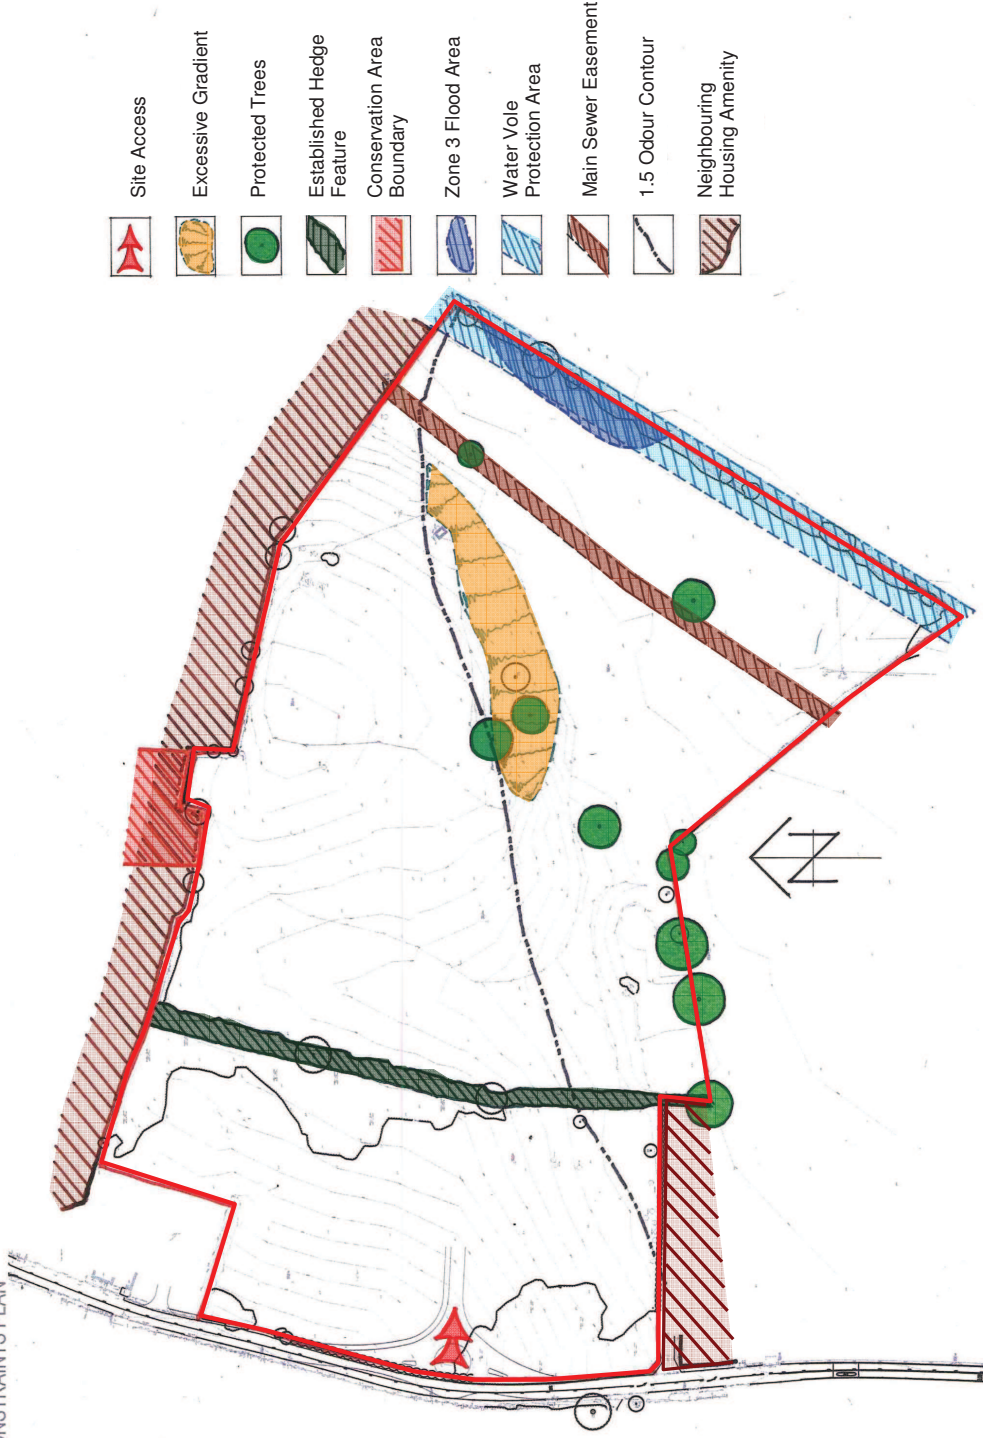 Site Access
Excessive Gradient
Protected Trees
Established Hedge
Feature
Conservation Area
Boundary
Zone 3 Flood Area
Water Vole
Protection Area
Main Sewer Easement
1.5 Odour Contour
Neighbouring
Housing Amenity
N
PLAN